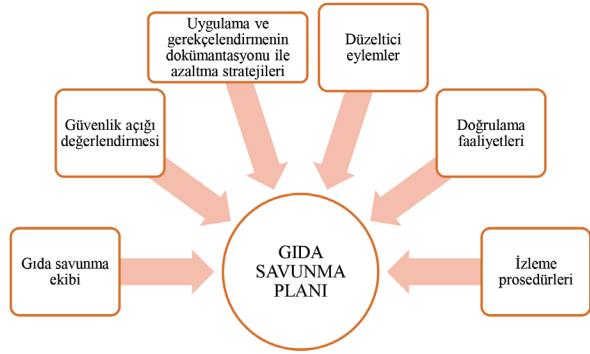 Uygulama ve
gerekçelendirmenin
dokümantasyonu ile
azaltma stratejileri
Düzeltici
eylemler
Güvenlik açığı
değerlendirmesi
Doğrulama
faaliyetleri
Gıda savunma
ekibi
GIDA
SAVUNMA
PLANI
İzleme
prosedürleri